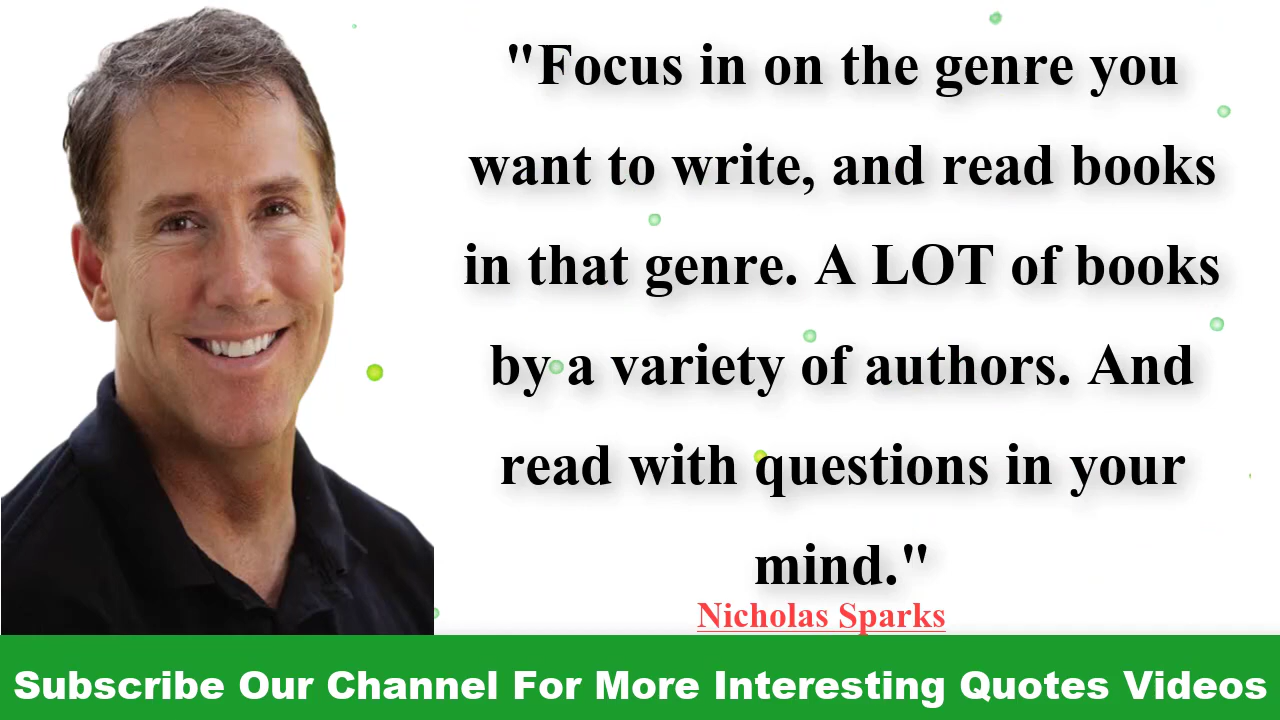 "Focus in on the genre you
want to write, and read books
in that genre. A LOT of books
by a variety of authors. And
read with questions in your
mind."
Nicholas Sparks
Subscribe Our Channel For More Interesting Quotes Videos